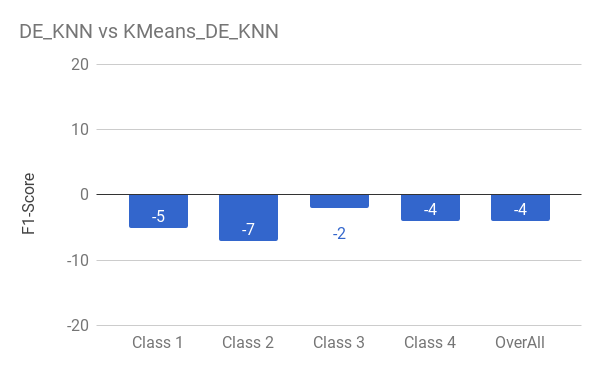 DE_KNN vs KMeans_DE_KNN
20
10
0
-10
-20
F1-Score
-5
-7
-2
-4
-4
Class 1
Class 2
Class 3
Class 4
OverAll